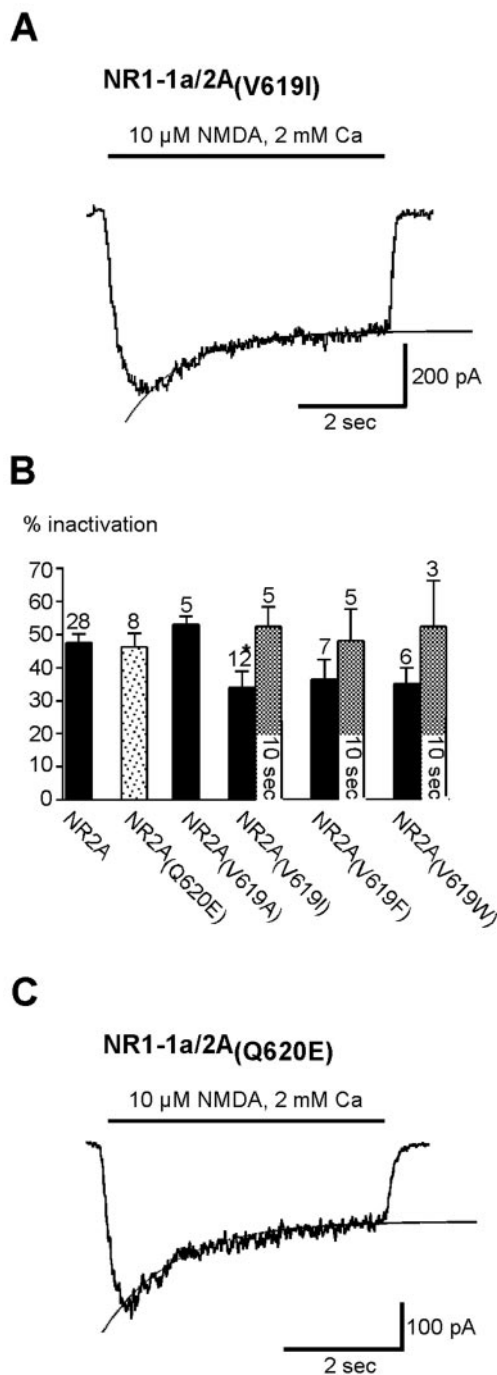 A
NR1-1a/2A(V619I)
10 µM NMDA, 2 mM Ca
200 pA
2 sec
B
% inactivation
70
60
50
40
30
20
10
0
28
8
5
12*
5
7
5
6
3
10 sec
10 sec
10 sec
NR2A
NR2A(Q620E)
NR2A(V619A)
NR2A(V619I)
NR2A(V619F)
NR2A(V619W)
C
NR1-1a/2A(Q620E)
10 µM NMDA, 2 mM Ca
100 pA
2 sec